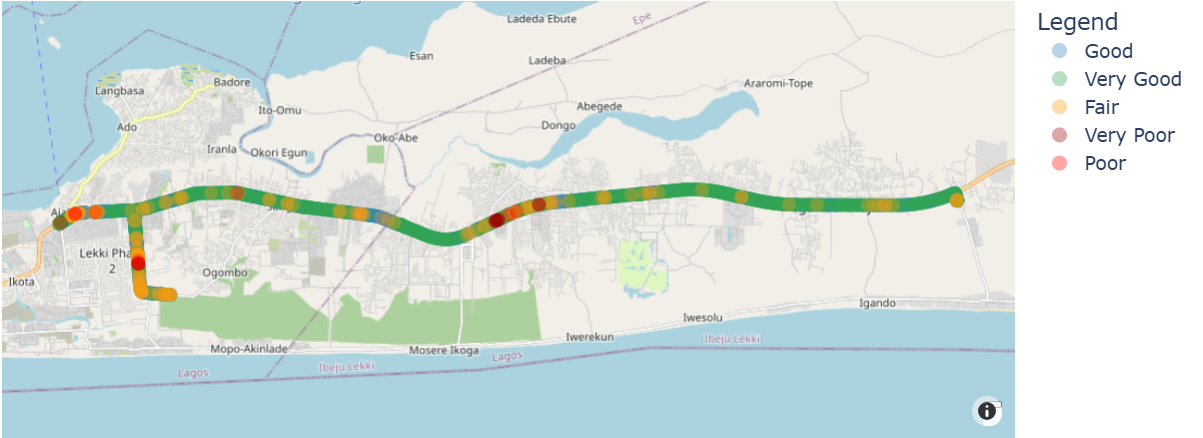 Legend
Good
Very Good
Fair
Very Poor
Poor
Ladeda Ebute
Epe
Esan
Ladeba
Langbasa
Badore
Araromi-Tope
Ito-Omu
Abegede
Ado
Dongo
Oko-Abe
Iranla
Okori Egun
Lekki Pha
2
Ogombo
Ikota
Igando
Iwesolu
Iwerekun
Ibeju Lekki
Mopo-Akinlade
Mosere Ikoga
Lagos
Ibeju Lekki
Lagos